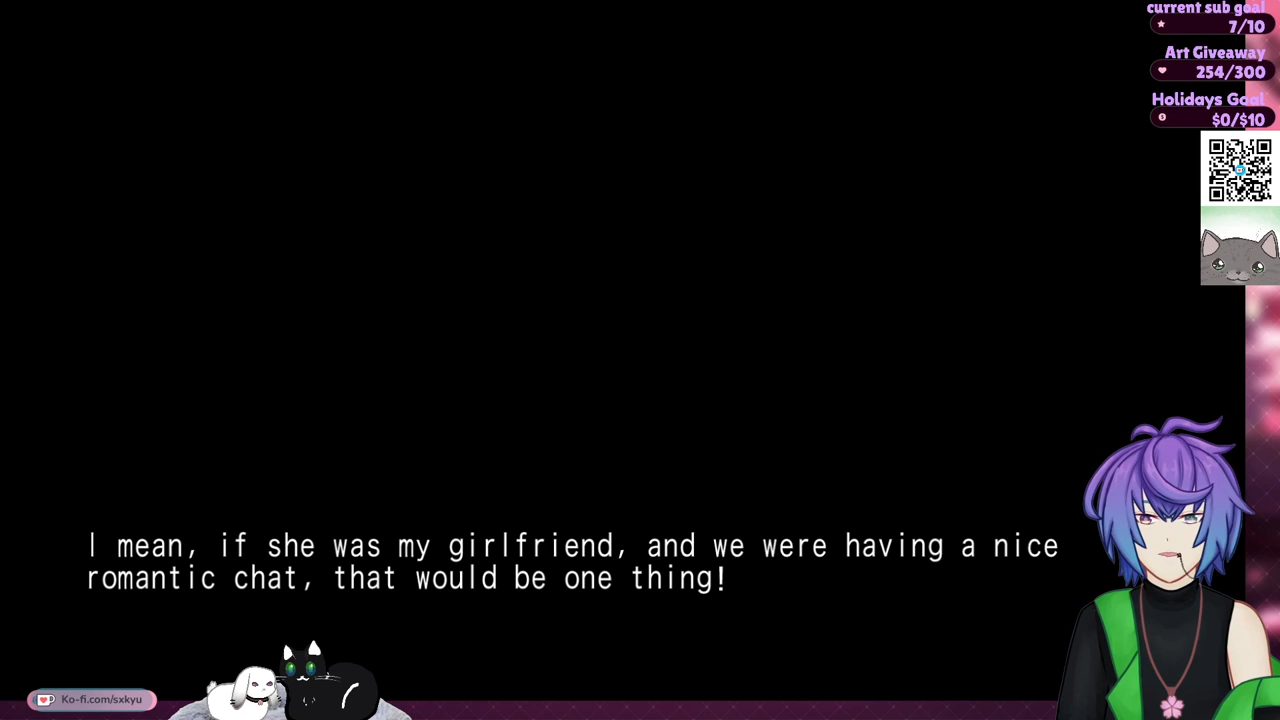 current sub goal
7/10
Art Giveaway
254/300
Holidays Goal
$0/$10
I mean, if she was my girlfriend, and we were having a nice
romantic chat, that would be one thing!
Ko-fi.com/sxkyu